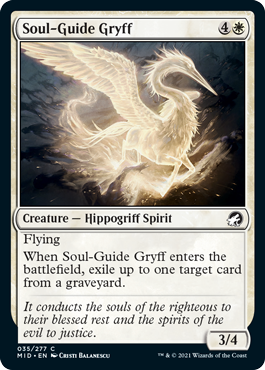 Soul-Guide Gryff 4
Creature — Hippogriff Spirit
Flying
When Soul-Guide Gryff enters the
battlefield, exile up to one target card
from a graveyard.
It conducts the souls of the righteous to
their blessed rest and the spirits of the
evil to justice.
3/4
035/277 C
MID • EN Cristi Balanescu ™ & © 2021 Wizards of the Coast